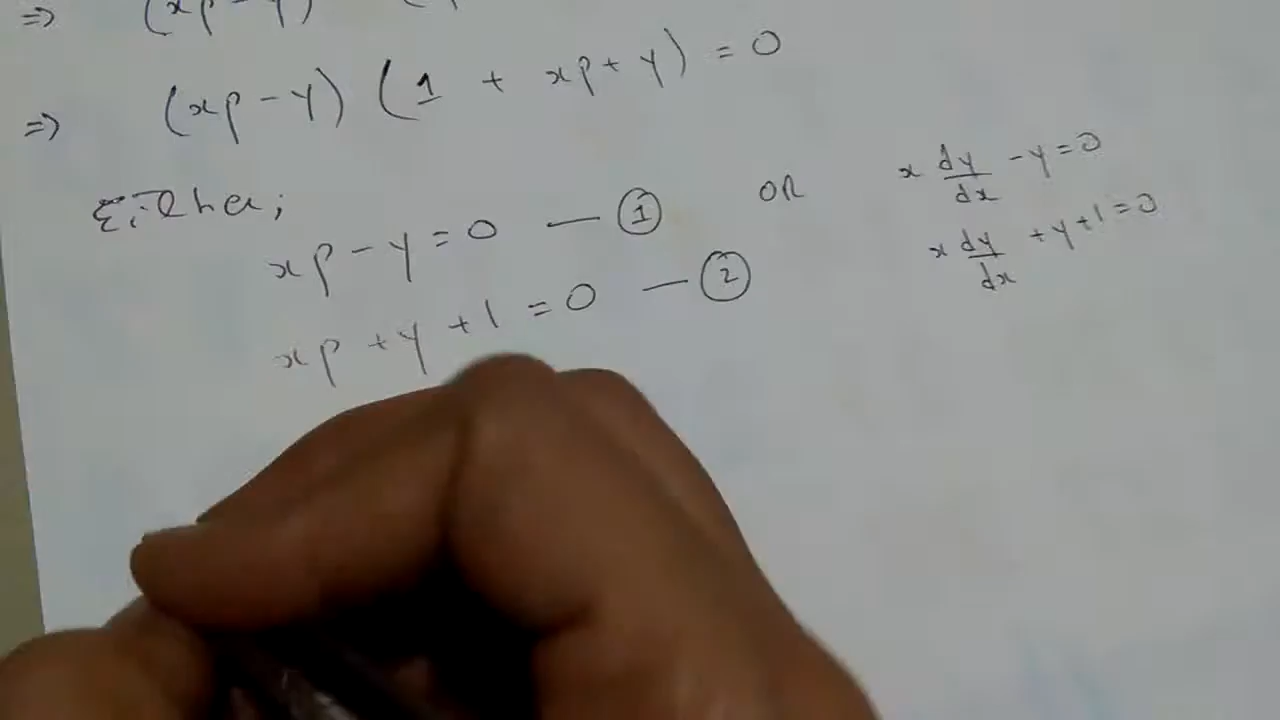 => (xp - y)
=> (xp - y) (1 + xp + y) = 0
Either;
xp - y = 0 — ① OR x dy/dx - y = 0
xp + y + 1 = 0 — ② x dy/dx + y + 1 = 0